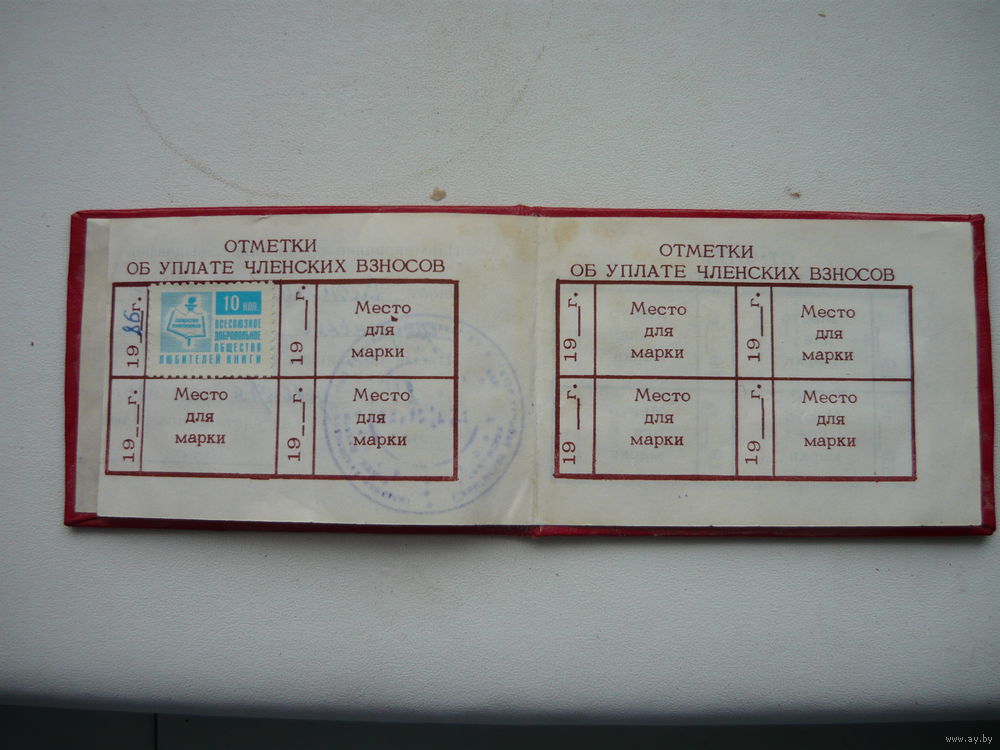 ОТМЕТКИ
ОБ УПЛАТЕ ЧЛЕНСКИХ ВЗНОСОВ
19 86 г.
10 коп.
ВСЕСОЮЗНОЕ
ДОБРОВОЛЬНОЕ
ОБЩЕСТВО
ЛЮБИТЕЛЕЙ КНИГИ
19__г.
Место
для
марки
19__г.
Место
для
марки
19__г.
Место
для
марки
ОТМЕТКИ
ОБ УПЛАТЕ ЧЛЕНСКИХ ВЗНОСОВ
19__г.
Место
для
марки
19__г.
Место
для
марки
19__г.
Место
для
марки
19__г.
Место
для
марки
www.ay.by